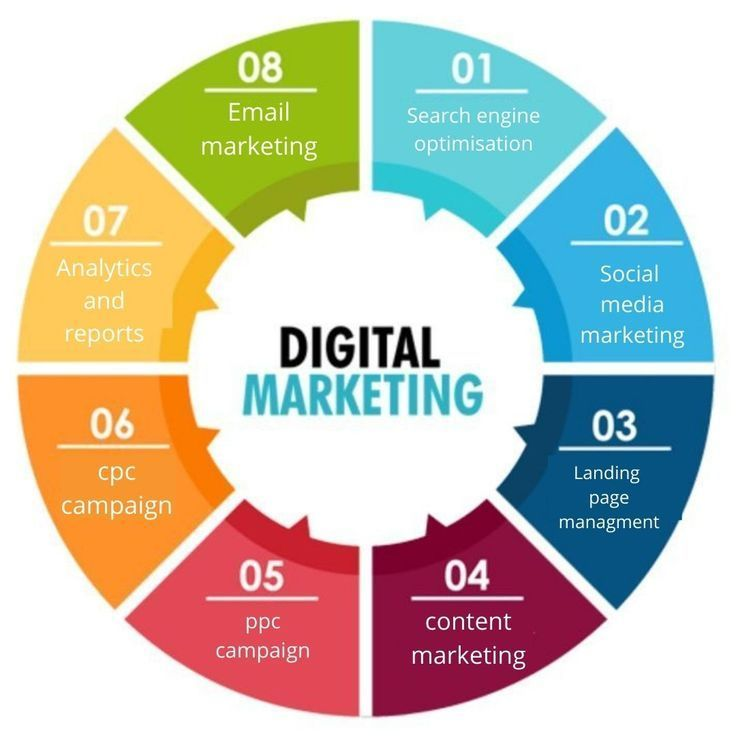 01
Search engine
optimisation
02
Social
media
marketing
03
Landing
page
managment
04
content
marketing
05
ppc
campaign
06
cpc
campaign
07
Analytics
and
reports
08
Email
marketing
DIGITAL
MARKETING